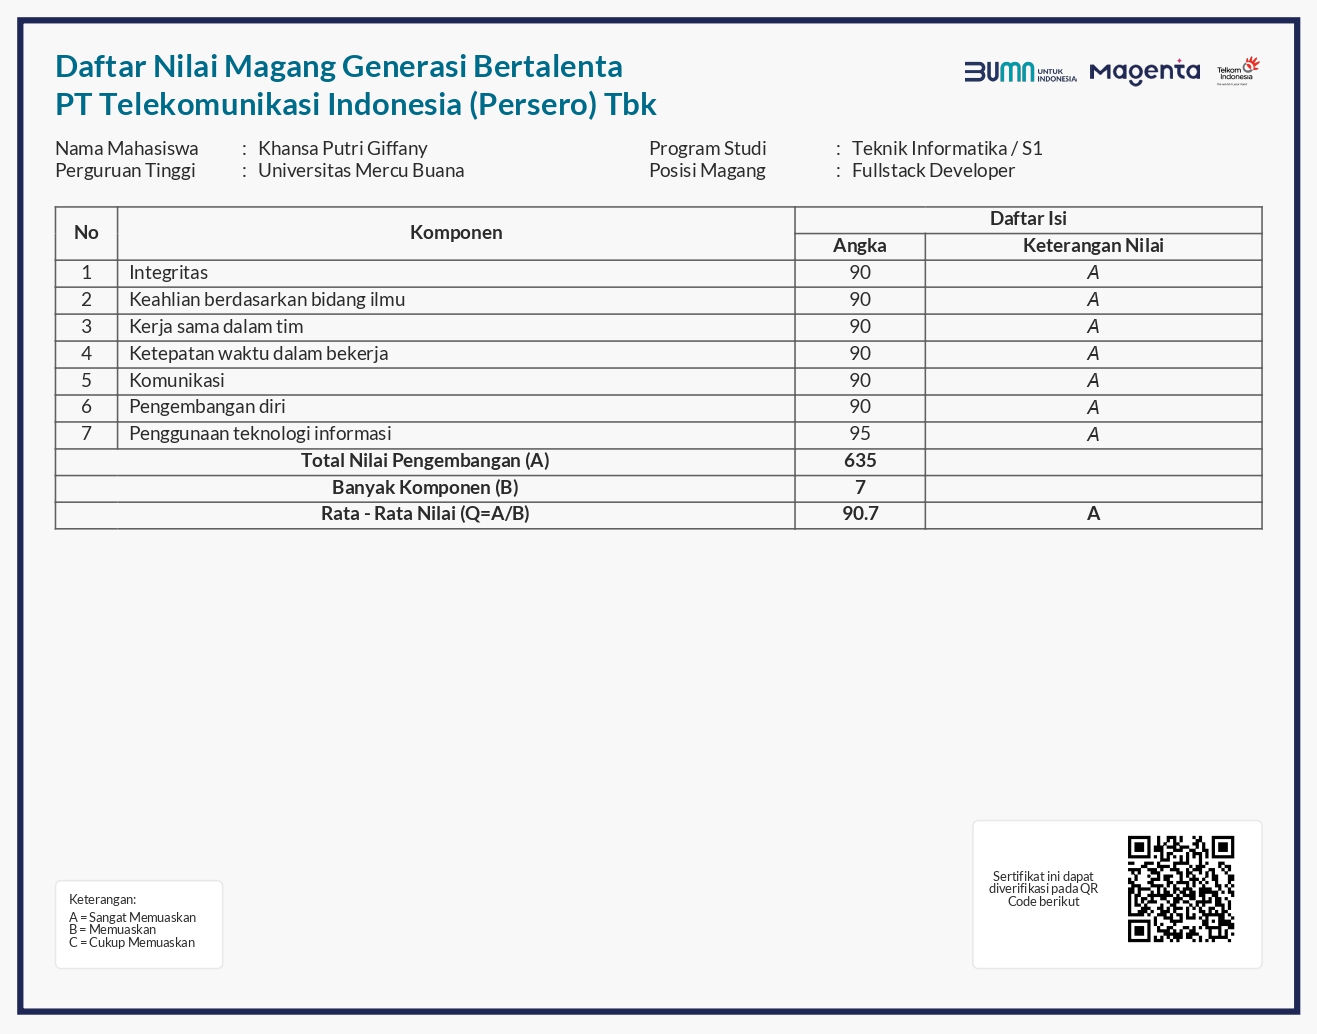 Daftar Nilai Magang Generasi Bertalenta
PT Telekomunikasi Indonesia (Persero) Tbk
BUMN UNTUK INDONESIA Magenta Telkom Indonesia
Nama Mahasiswa : Khansa Putri Giffany Program Studi : Teknik Informatika / S1
Perguruan Tinggi : Universitas Mercu Buana Posisi Magang : Fullstack Developer
No Komponen Daftar Isi
Angka Keterangan Nilai
1 Integritas 90 A
2 Keahlian berdasarkan bidang ilmu 90 A
3 Kerja sama dalam tim 90 A
4 Ketepatan waktu dalam bekerja 90 A
5 Komunikasi 90 A
6 Pengembangan diri 90 A
7 Penggunaan teknologi informasi 95 A
Total Nilai Pengembangan (A) 635
Banyak Komponen (B) 7
Rata - Rata Nilai (Q=A/B) 90.7 A
Keterangan:
A = Sangat Memuaskan
B = Memuaskan
C = Cukup Memuaskan
Sertifikat ini dapat
diverifikasi pada QR
Code berikut